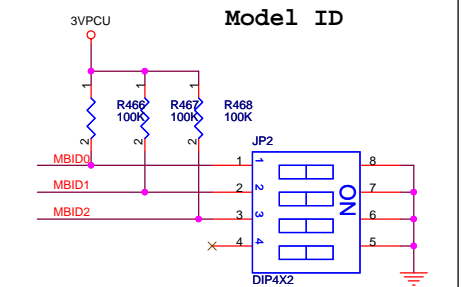 Model ID
3VPCU
1 1 1
R466 R467 R468
100K 100K 100K
2 2 2
JP2
MBID0 1 1 8
MBID1 2 2 7
MBID2 3 3 6
4 4 5
ON
DIP4X2